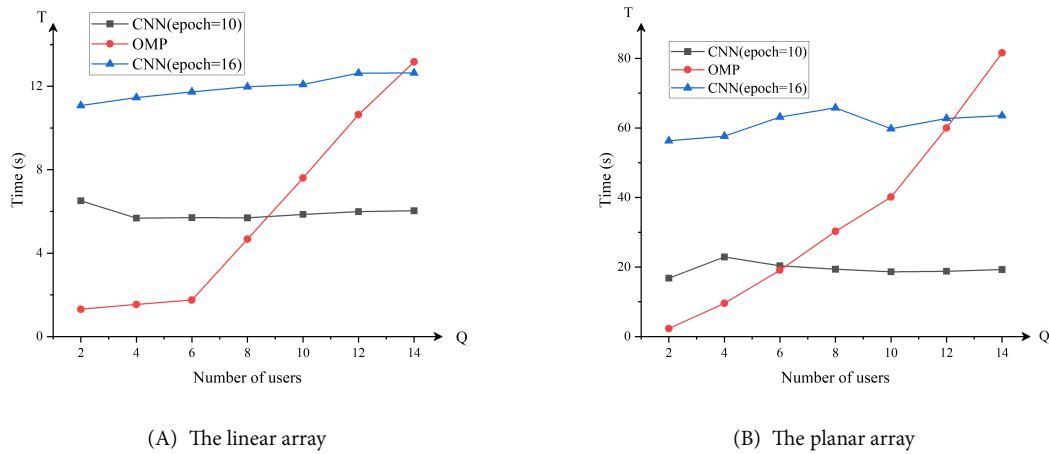 T
CNN(epoch=10)
OMP
CNN(epoch=16)
12
8
4
0
Time (s)
2 4 6 8 10 12 14
Q
Number of users
(A) The linear array
T
CNN(epoch=10)
OMP
CNN(epoch=16)
80
60
40
20
0
Time (s)
2 4 6 8 10 12 14
Q
Number of users
(B) The planar array